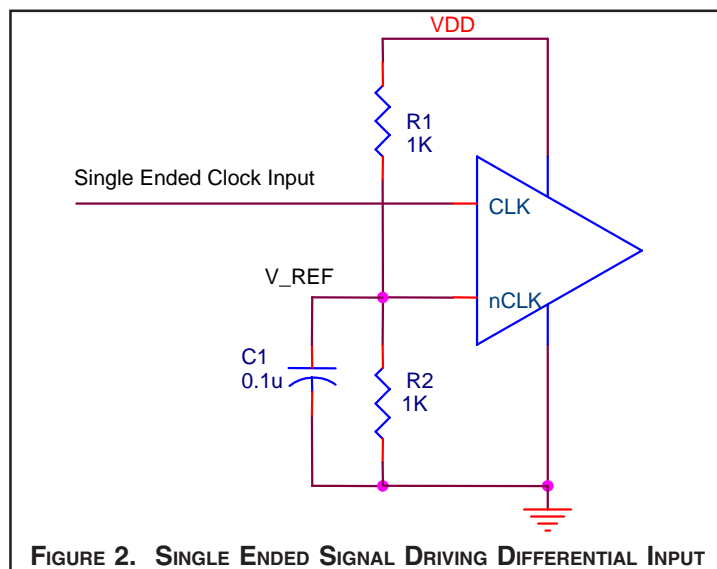 VDD
R1
1K
Single Ended Clock Input
CLK
V_REF
nCLK
C1
0.1u
R2
1K
FIGURE 2. SINGLE ENDED SIGNAL DRIVING DIFFERENTIAL INPUT